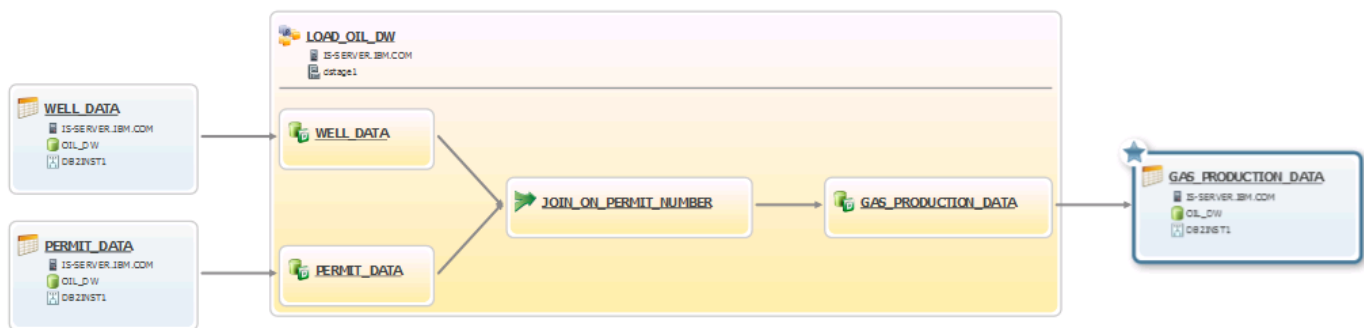 LOAD_OIL_DW
IS-SERVER.IBM.COM
dstage1
WELL_DATA
IS-SERVER.IBM.COM
OIL_DW
DB2INST1
PERMIT_DATA
IS-SERVER.IBM.COM
OIL_DW
DB2INST1
WELL_DATA
PERMIT_DATA
JOIN_ON_PERMIT_NUMBER
GAS_PRODUCTION_DATA
GAS_PRODUCTION_DATA
IS-SERVER.IBM.COM
OIL_DW
DB2INST1